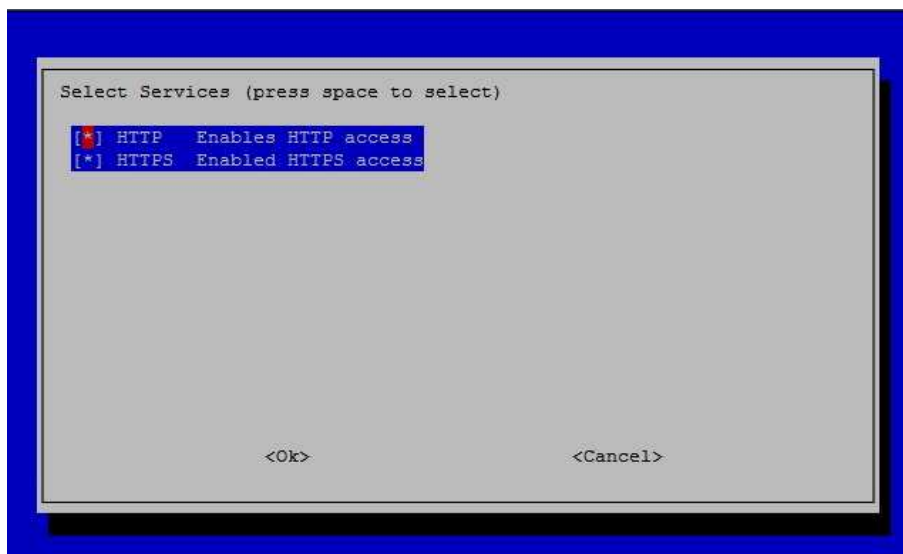 Select Services (press space to select)
[*] HTTP Enables HTTP access
[*] HTTPS Enabled HTTPS access
<Ok> <Cancel>